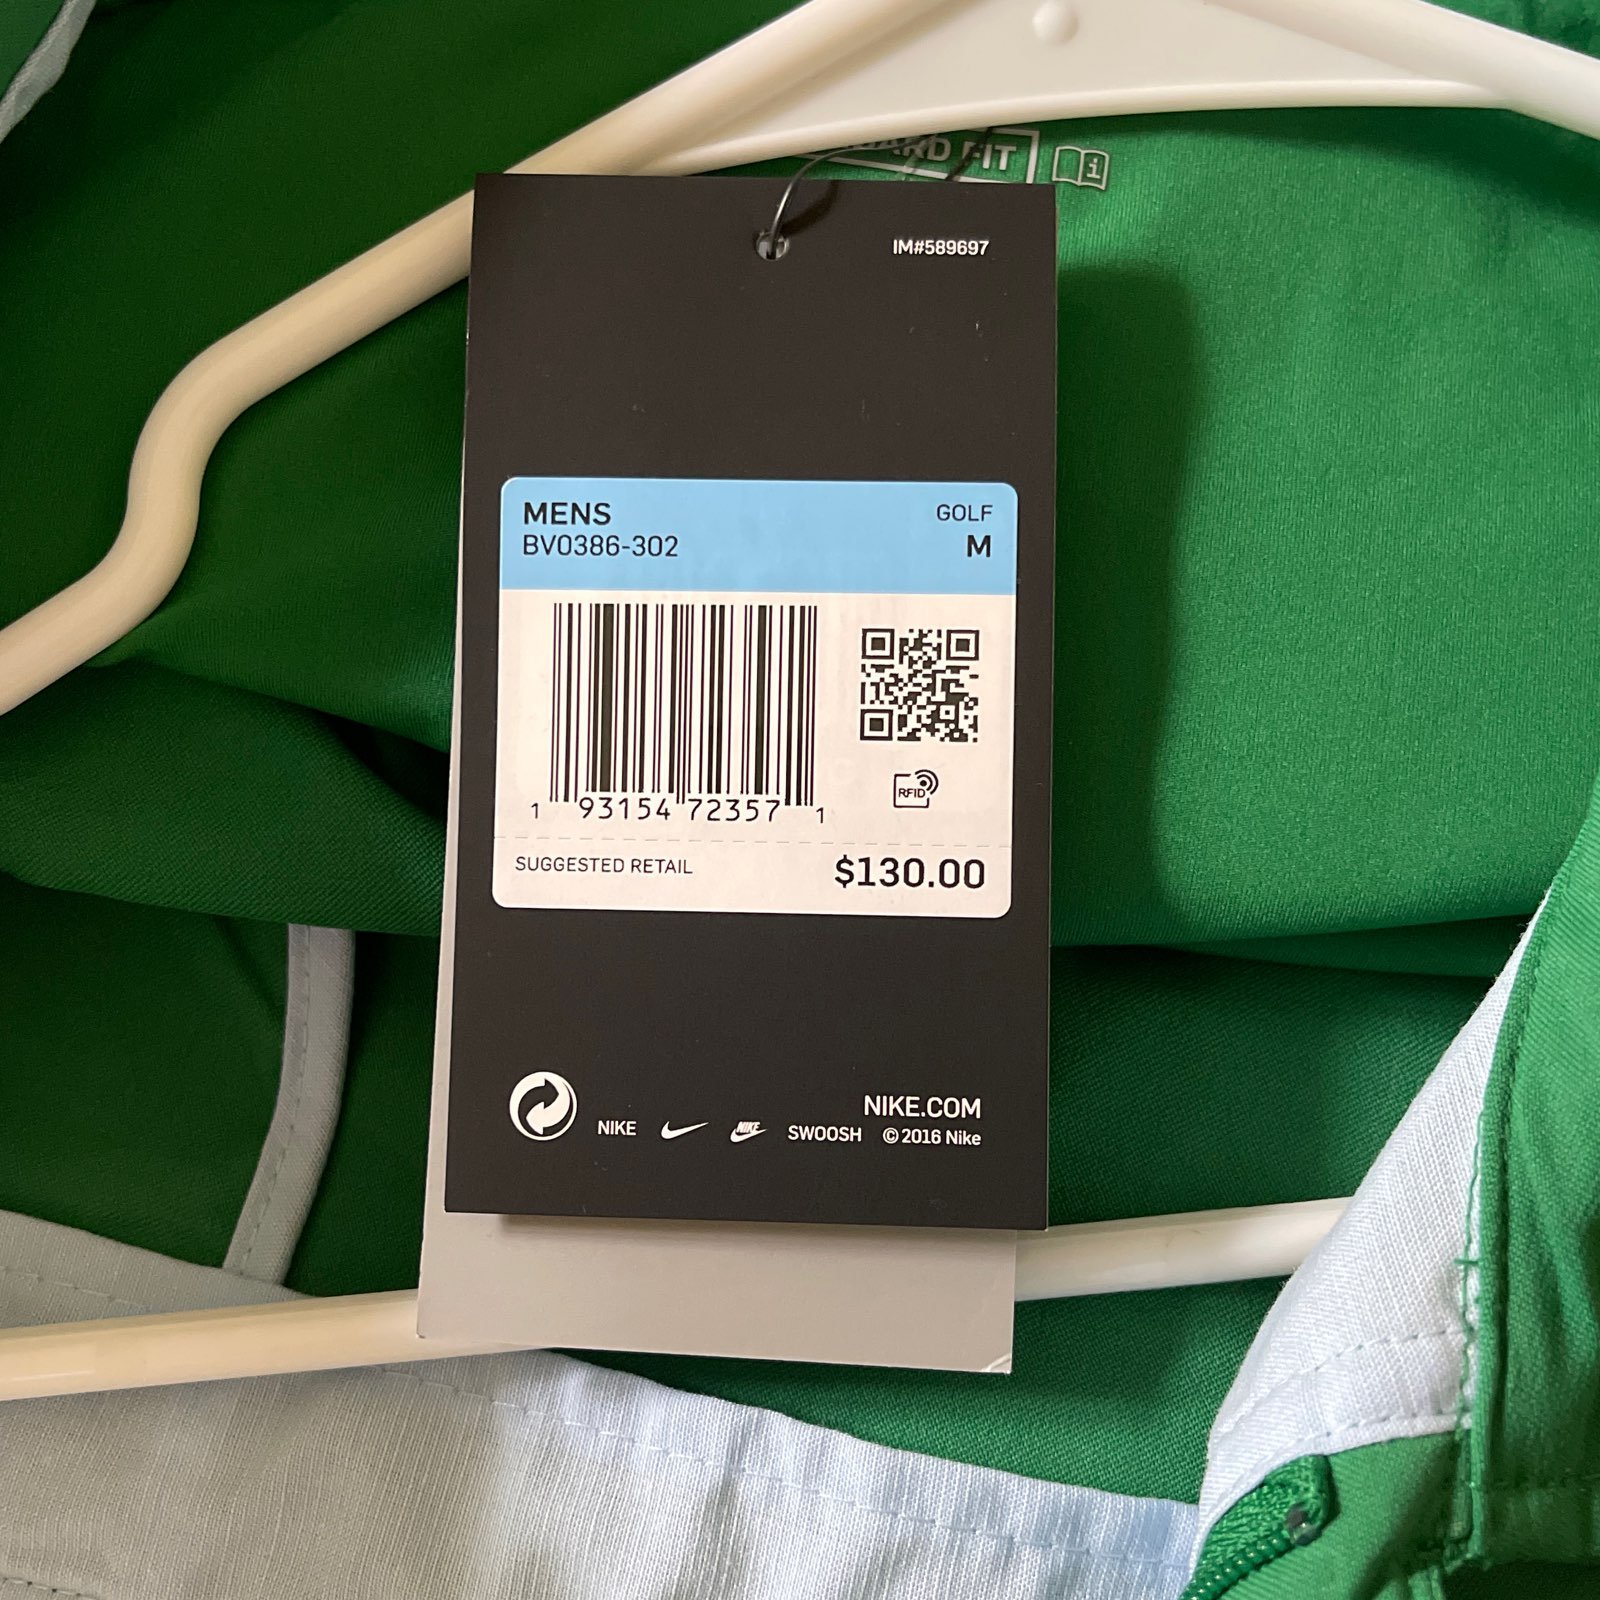 FIT
IM#589697
MENS
GOLF
BV0386-302
M
1 93154 72357 1
RFID
SUGGESTED RETAIL
$130.00
NIKE.COM
NIKE NIKE SWOOSH © 2016 Nike